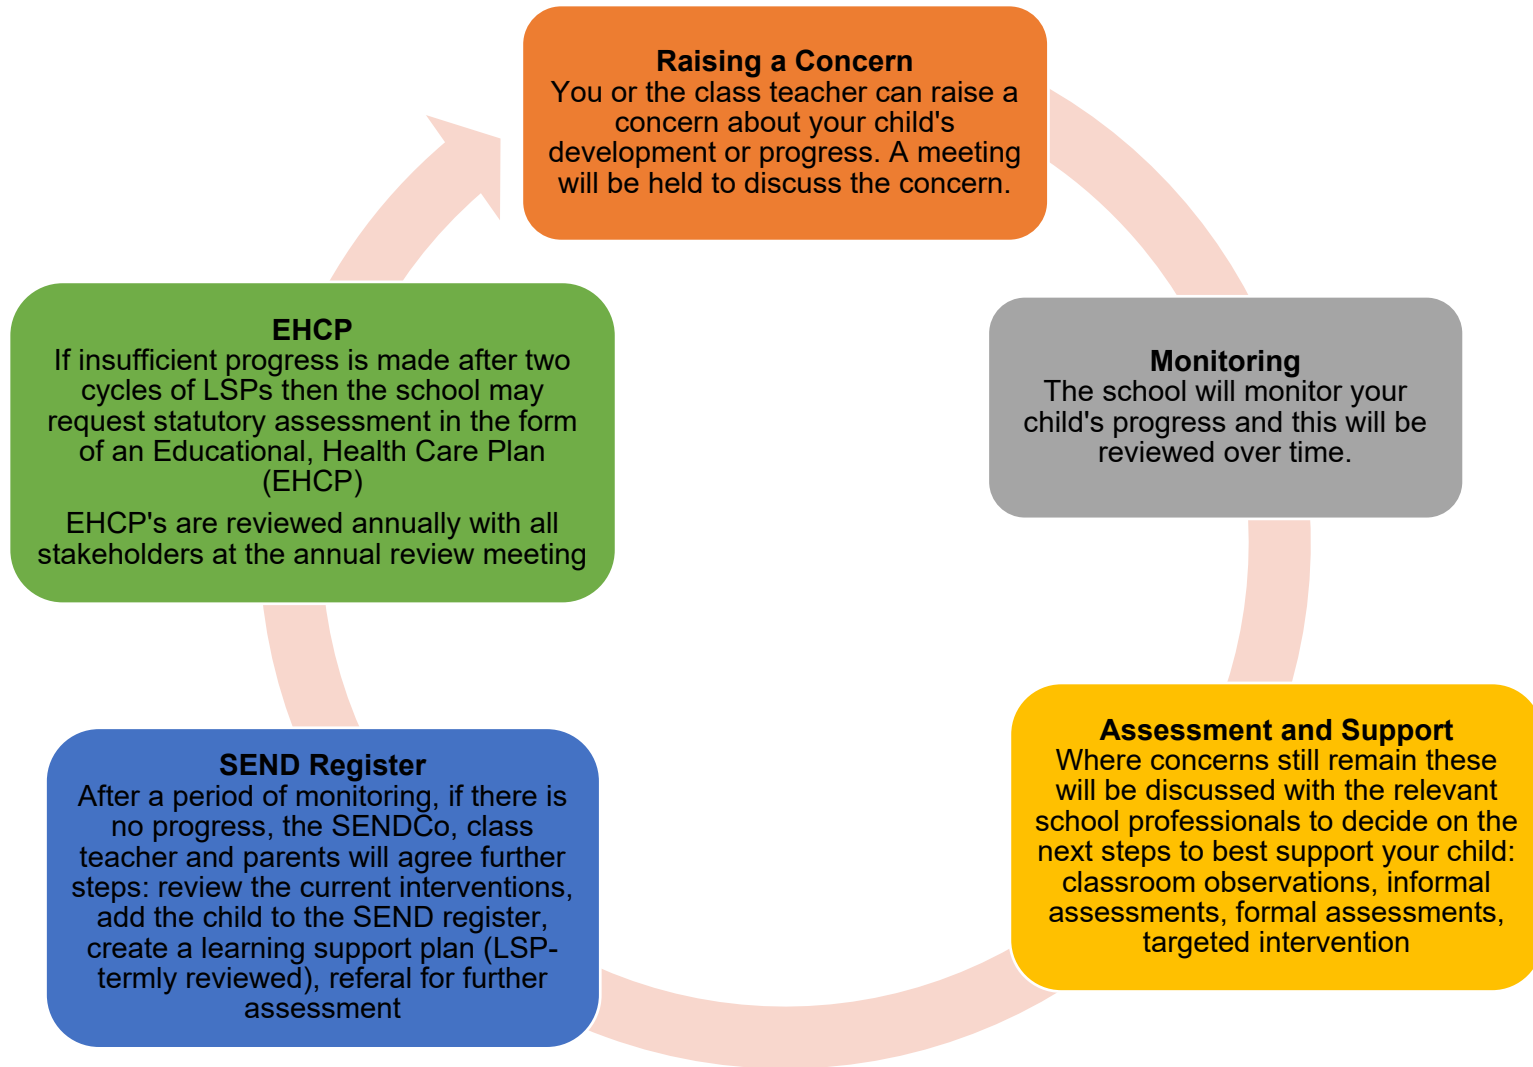 Raising a Concern
You or the class teacher can raise a
concern about your child's
development or progress. A meeting
will be held to discuss the concern.
Monitoring
The school will monitor your
child's progress and this will be
reviewed over time.
Assessment and Support
Where concerns still remain these
will be discussed with the relevant
school professionals to decide on the
next steps to best support your child:
classroom observations, informal
assessments, formal assessments,
targeted intervention
SEND Register
After a period of monitoring, if there is
no progress, the SENDCo, class
teacher and parents will agree further
steps: review the current interventions,
add the child to the SEND register,
create a learning support plan (LSP-
termly reviewed), referal for further
assessment
EHCP
If insufficient progress is made after two
cycles of LSPs then the school may
request statutory assessment in the form
of an Educational, Health Care Plan
(EHCP)
EHCP's are reviewed annually with all
stakeholders at the annual review meeting